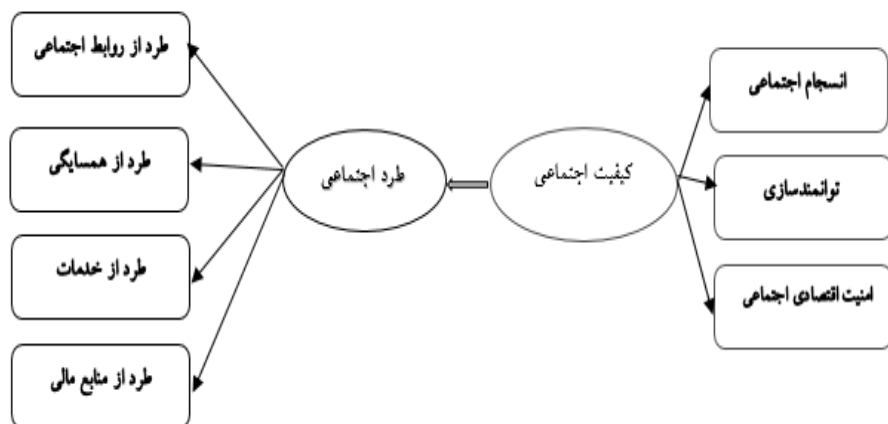 انسجام اجتماعی
توانمندسازی
امنیت اقتصادی اجتماعی
کیفیت اجتماعی
طرد اجتماعی
طرد از روابط اجتماعی
طرد از همسایگی
طرد از خدمات
طرد از منابع مالی